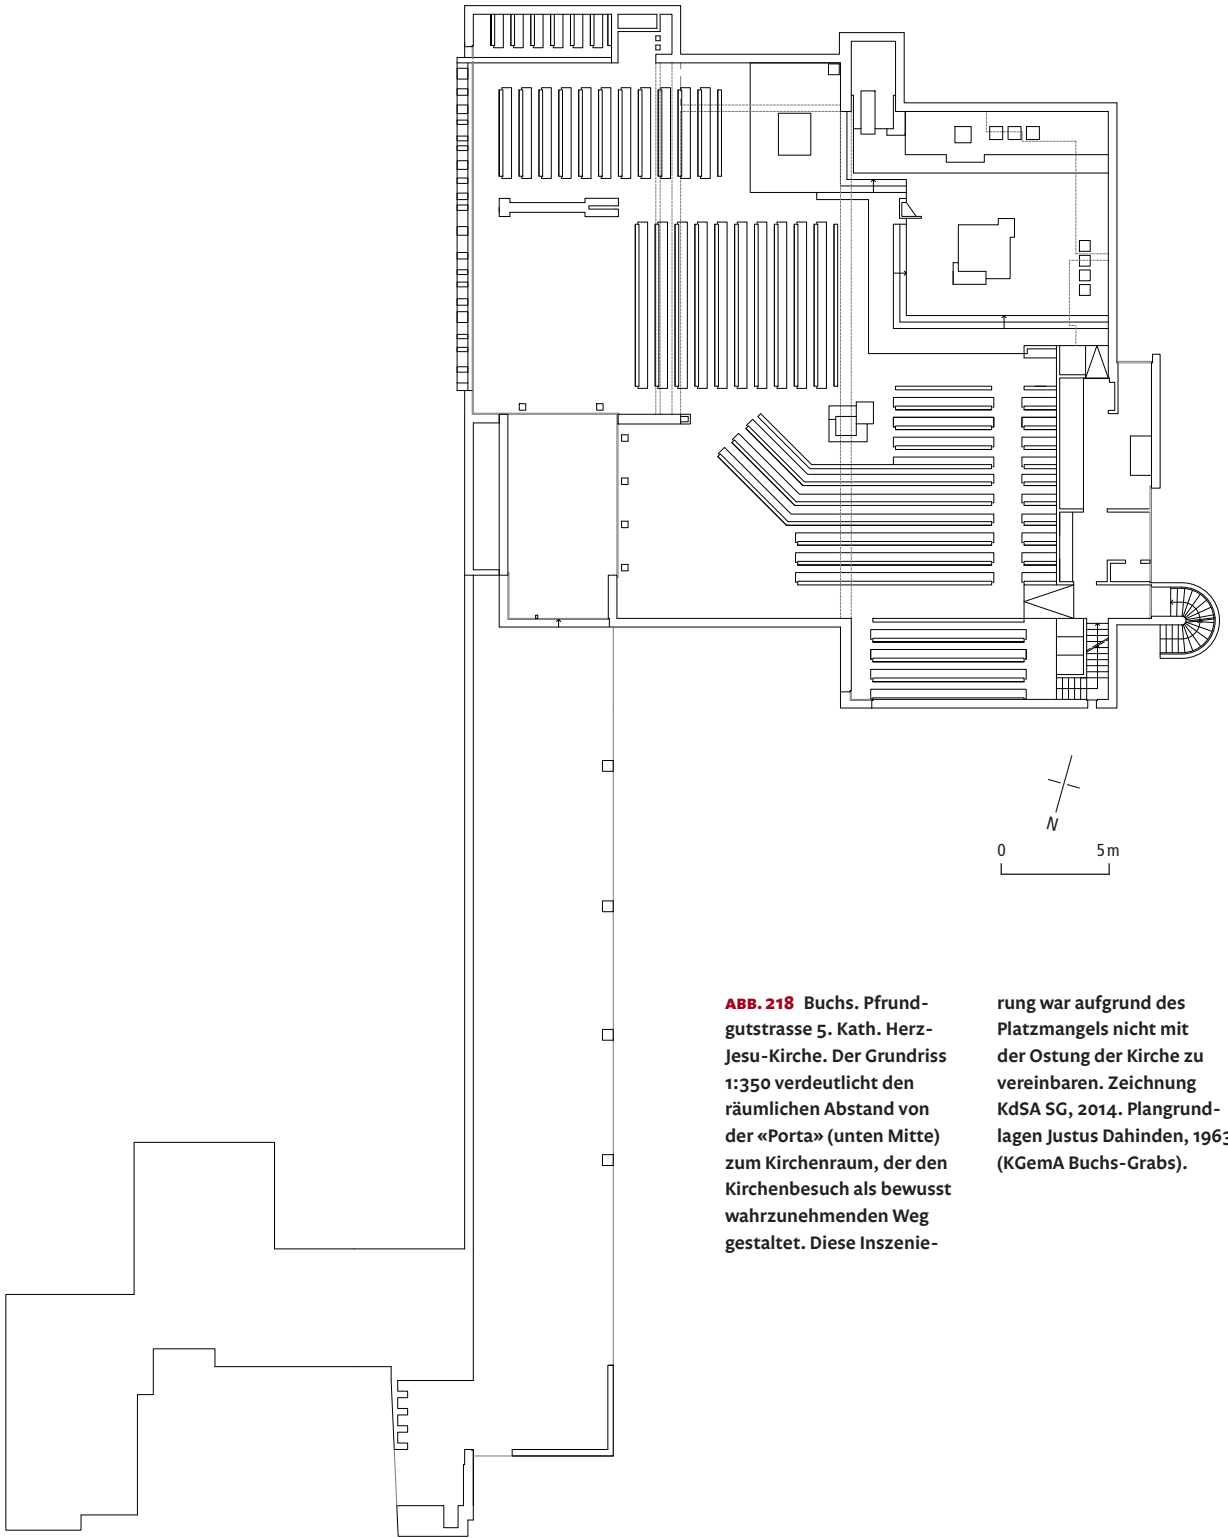 N
0 5 m
ABB. 218 Buchs. Pfrund-
gutstrasse 5. Kath. Herz-
Jesu-Kirche. Der Grundriss
1:350 verdeutlicht den
räumlichen Abstand von
der «Porta» (unten Mitte)
zum Kirchenraum, der den
Kirchenbesuch als bewusst
wahrzunehmenden Weg
gestaltet. Diese Inszenie-
rung war aufgrund des
Platzmangels nicht mit
der Ostung der Kirche zu
vereinbaren. Zeichnung
KdSA SG, 2014. Plangrund-
lagen Justus Dahinden, 1963
(KGemA Buchs-Grabs).